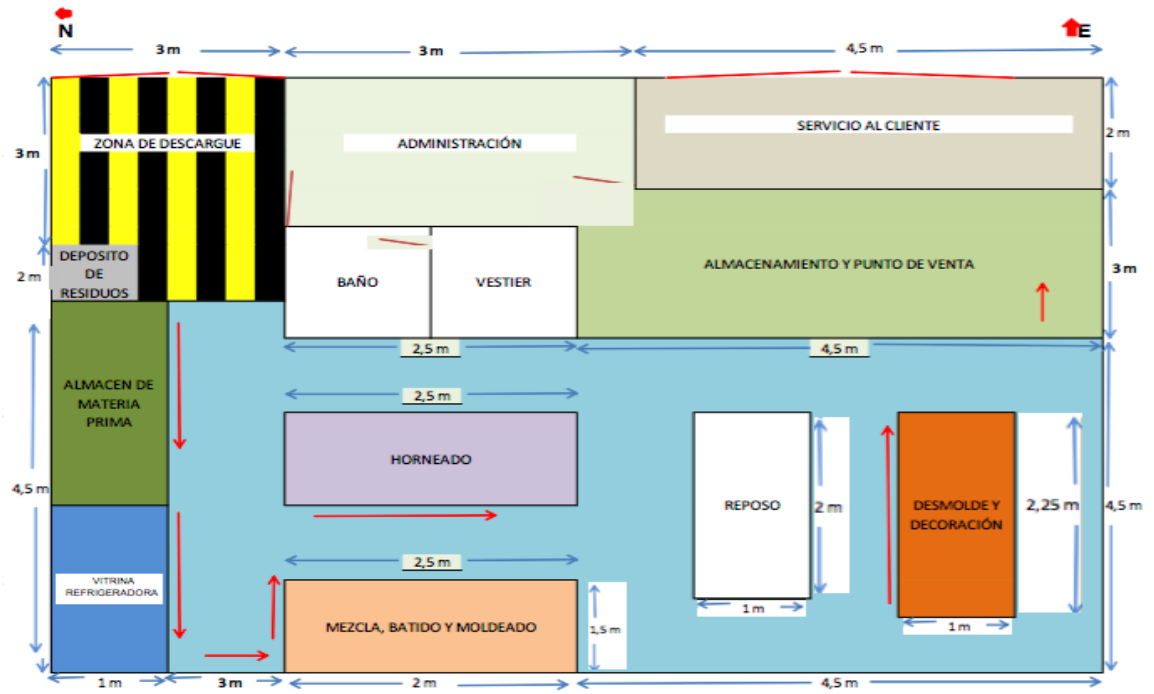 N
E
3 m
3 m
4,5 m
ZONA DE DESCARGUE
ADMINISTRACIÓN
SERVICIO AL CLIENTE
2 m
3 m
DEPOSITO
DE
RESIDUOS
2 m
BAÑO
VESTIER
ALMACENAMIENTO Y PUNTO DE VENTA
3 m
2,5 m
4,5 m
ALMACEN DE
MATERIA
PRIMA
2,5 m
HORNEADO
4,5 m
REPOSO
2 m
DESMOLDE Y
DECORACIÓN
2,25 m
4,5 m
2,5 m
VITRINA
REFRIGERADORA
MEZCLA, BATIDO Y MOLDEADO
1,5 m
1 m
1 m
1 m
3 m
2 m
4,5 m